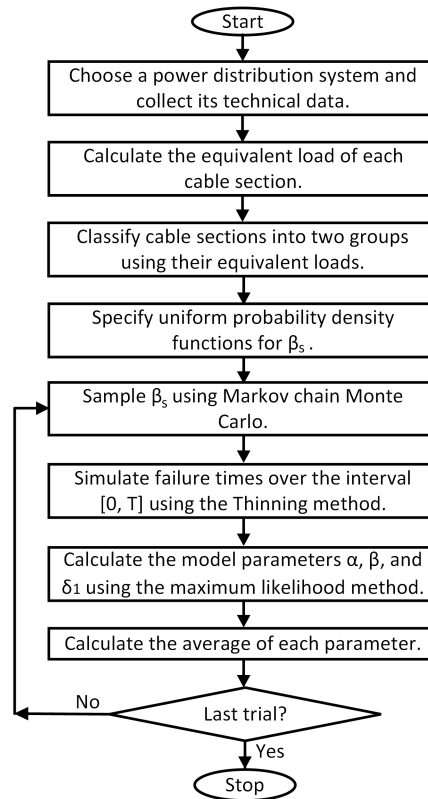 Start
Choose a power distribution system and
collect its technical data.
Calculate the equivalent load of each
cable section.
Classify cable sections into two groups
using their equivalent loads.
Specify uniform probability density
functions for βₛ .
Sample βₛ using Markov chain Monte
Carlo.
Simulate failure times over the interval
[0, T] using the Thinning method.
Calculate the model parameters α, β, and
δ1 using the maximum likelihood method.
Calculate the average of each parameter.
No
Last trial?
Yes
Stop